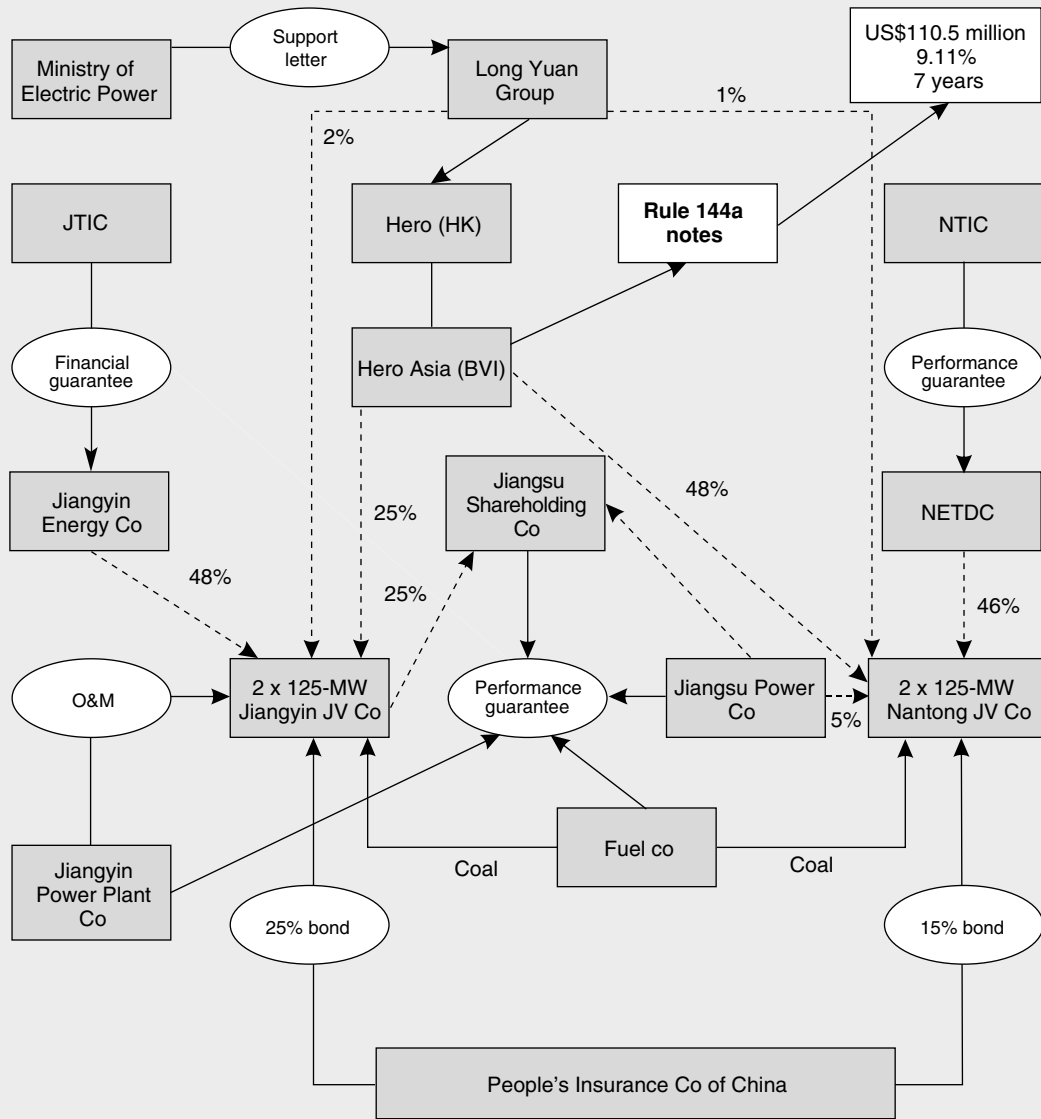 Support
letter
US$110.5 million
9.11%
7 years
Ministry of
Electric Power
Long Yuan
Group
1%
2%
JTIC
Hero (HK)
Rule 144a
notes
NTIC
Financial
guarantee
Hero Asia (BVI)
Performance
guarantee
Jiangyin
Energy Co
25%
Jiangsu
Shareholding
Co
48%
NETDC
48%
25%
46%
O&M
2 x 125-MW
Jiangyin JV Co
Performance
guarantee
Jiangsu Power
Co
5%
2 x 125-MW
Nantong JV Co
Jiangyin
Power Plant
Co
Coal
Fuel co
Coal
25% bond
15% bond
People's Insurance Co of China